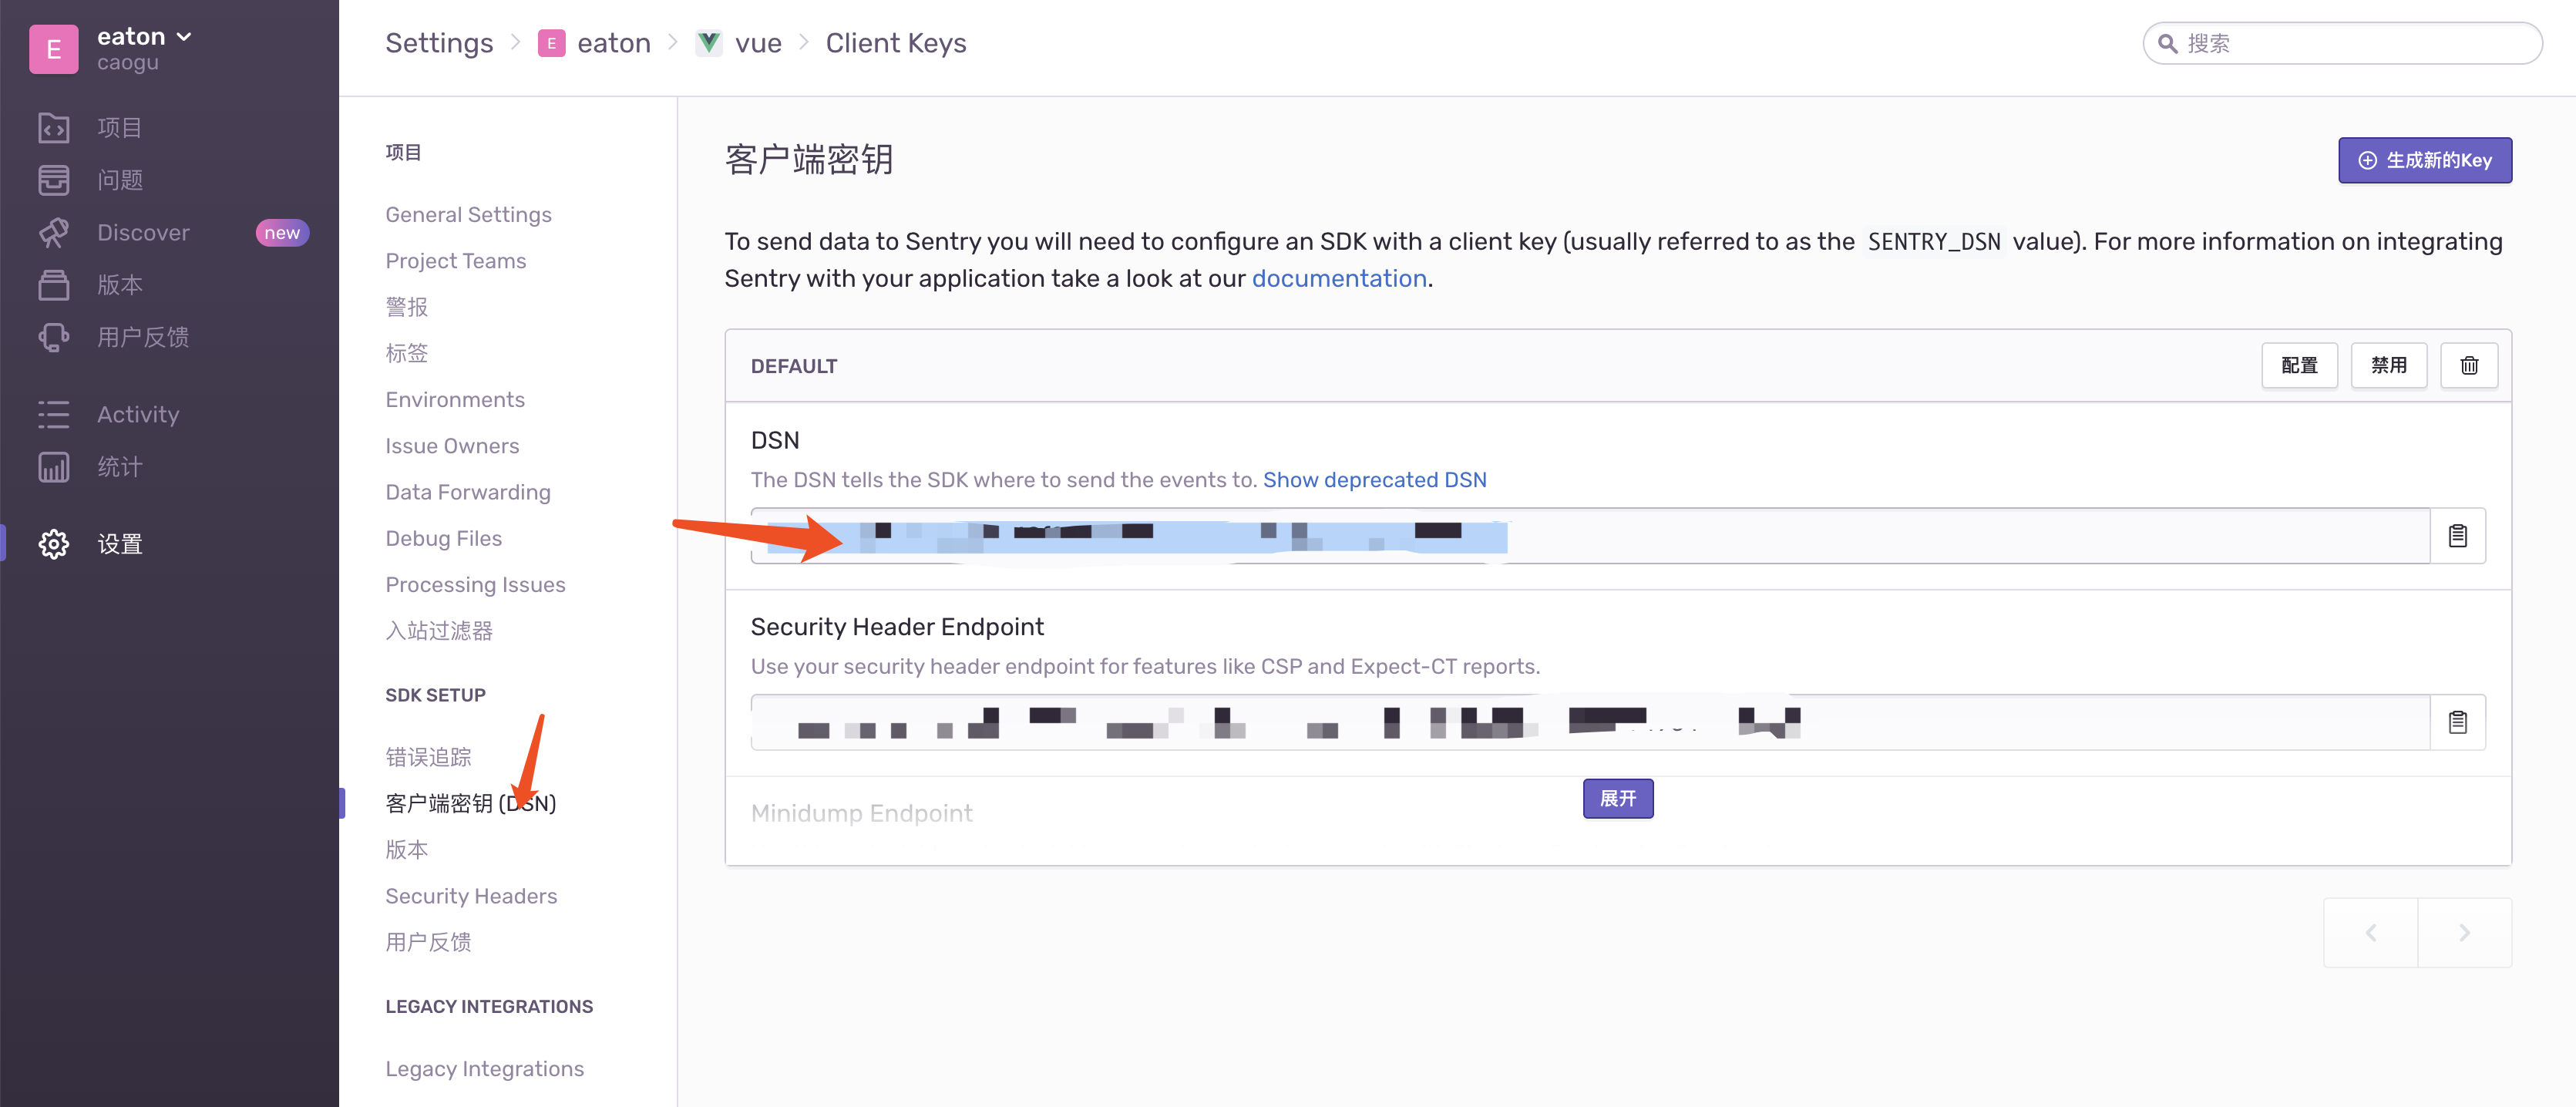 E
eaton
caogu
项目
问题
Discover
new
版本
用户反馈
Activity
统计
设置
Settings
E
eaton
vue
Client Keys
搜索
项目
General Settings
Project Teams
警报
标签
Environments
Issue Owners
Data Forwarding
Debug Files
Processing Issues
入站过滤器
SDK SETUP
错误追踪
客户端密钥 (DSN)
版本
Security Headers
用户反馈
LEGACY INTEGRATIONS
Legacy Integrations
客户端密钥
生成新的Key
To send data to Sentry you will need to configure an SDK with a client key (usually referred to as the SENTRY_DSN value). For more information on integrating
Sentry with your application take a look at our documentation.
DEFAULT
配置
禁用
DSN
The DSN tells the SDK where to send the events to. Show deprecated DSN
Security Header Endpoint
Use your security header endpoint for features like CSP and Expect-CT reports.
展开
Minidump Endpoint